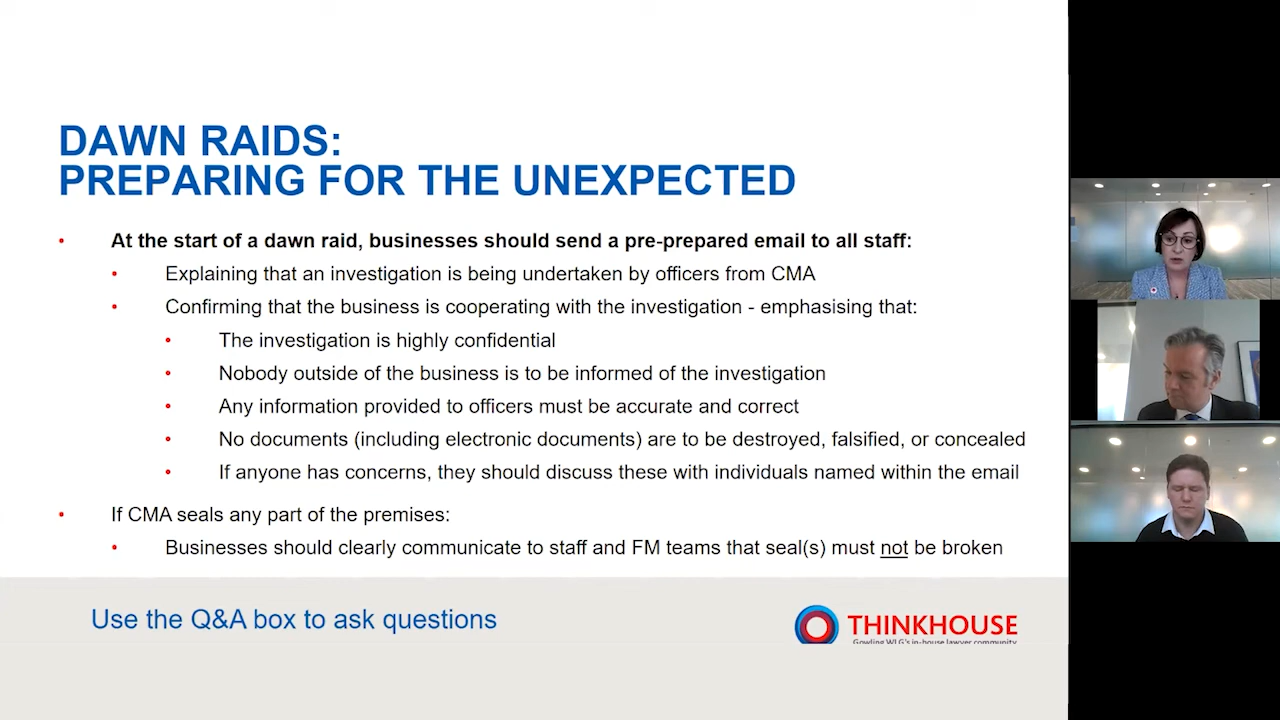 DAWN RAIDS:
PREPARING FOR THE UNEXPECTED
• At the start of a dawn raid, businesses should send a pre-prepared email to all staff:
• Explaining that an investigation is being undertaken by officers from CMA
• Confirming that the business is cooperating with the investigation - emphasising that:
• The investigation is highly confidential
• Nobody outside of the business is to be informed of the investigation
• Any information provided to officers must be accurate and correct
• No documents (including electronic documents) are to be destroyed, falsified, or concealed
• If anyone has concerns, they should discuss these with individuals named within the email
• If CMA seals any part of the premises:
• Businesses should clearly communicate to staff and FM teams that seal(s) must not be broken
Use the Q&A box to ask questions
THINKHOUSE
Gowling WLG's in-house lawyer community